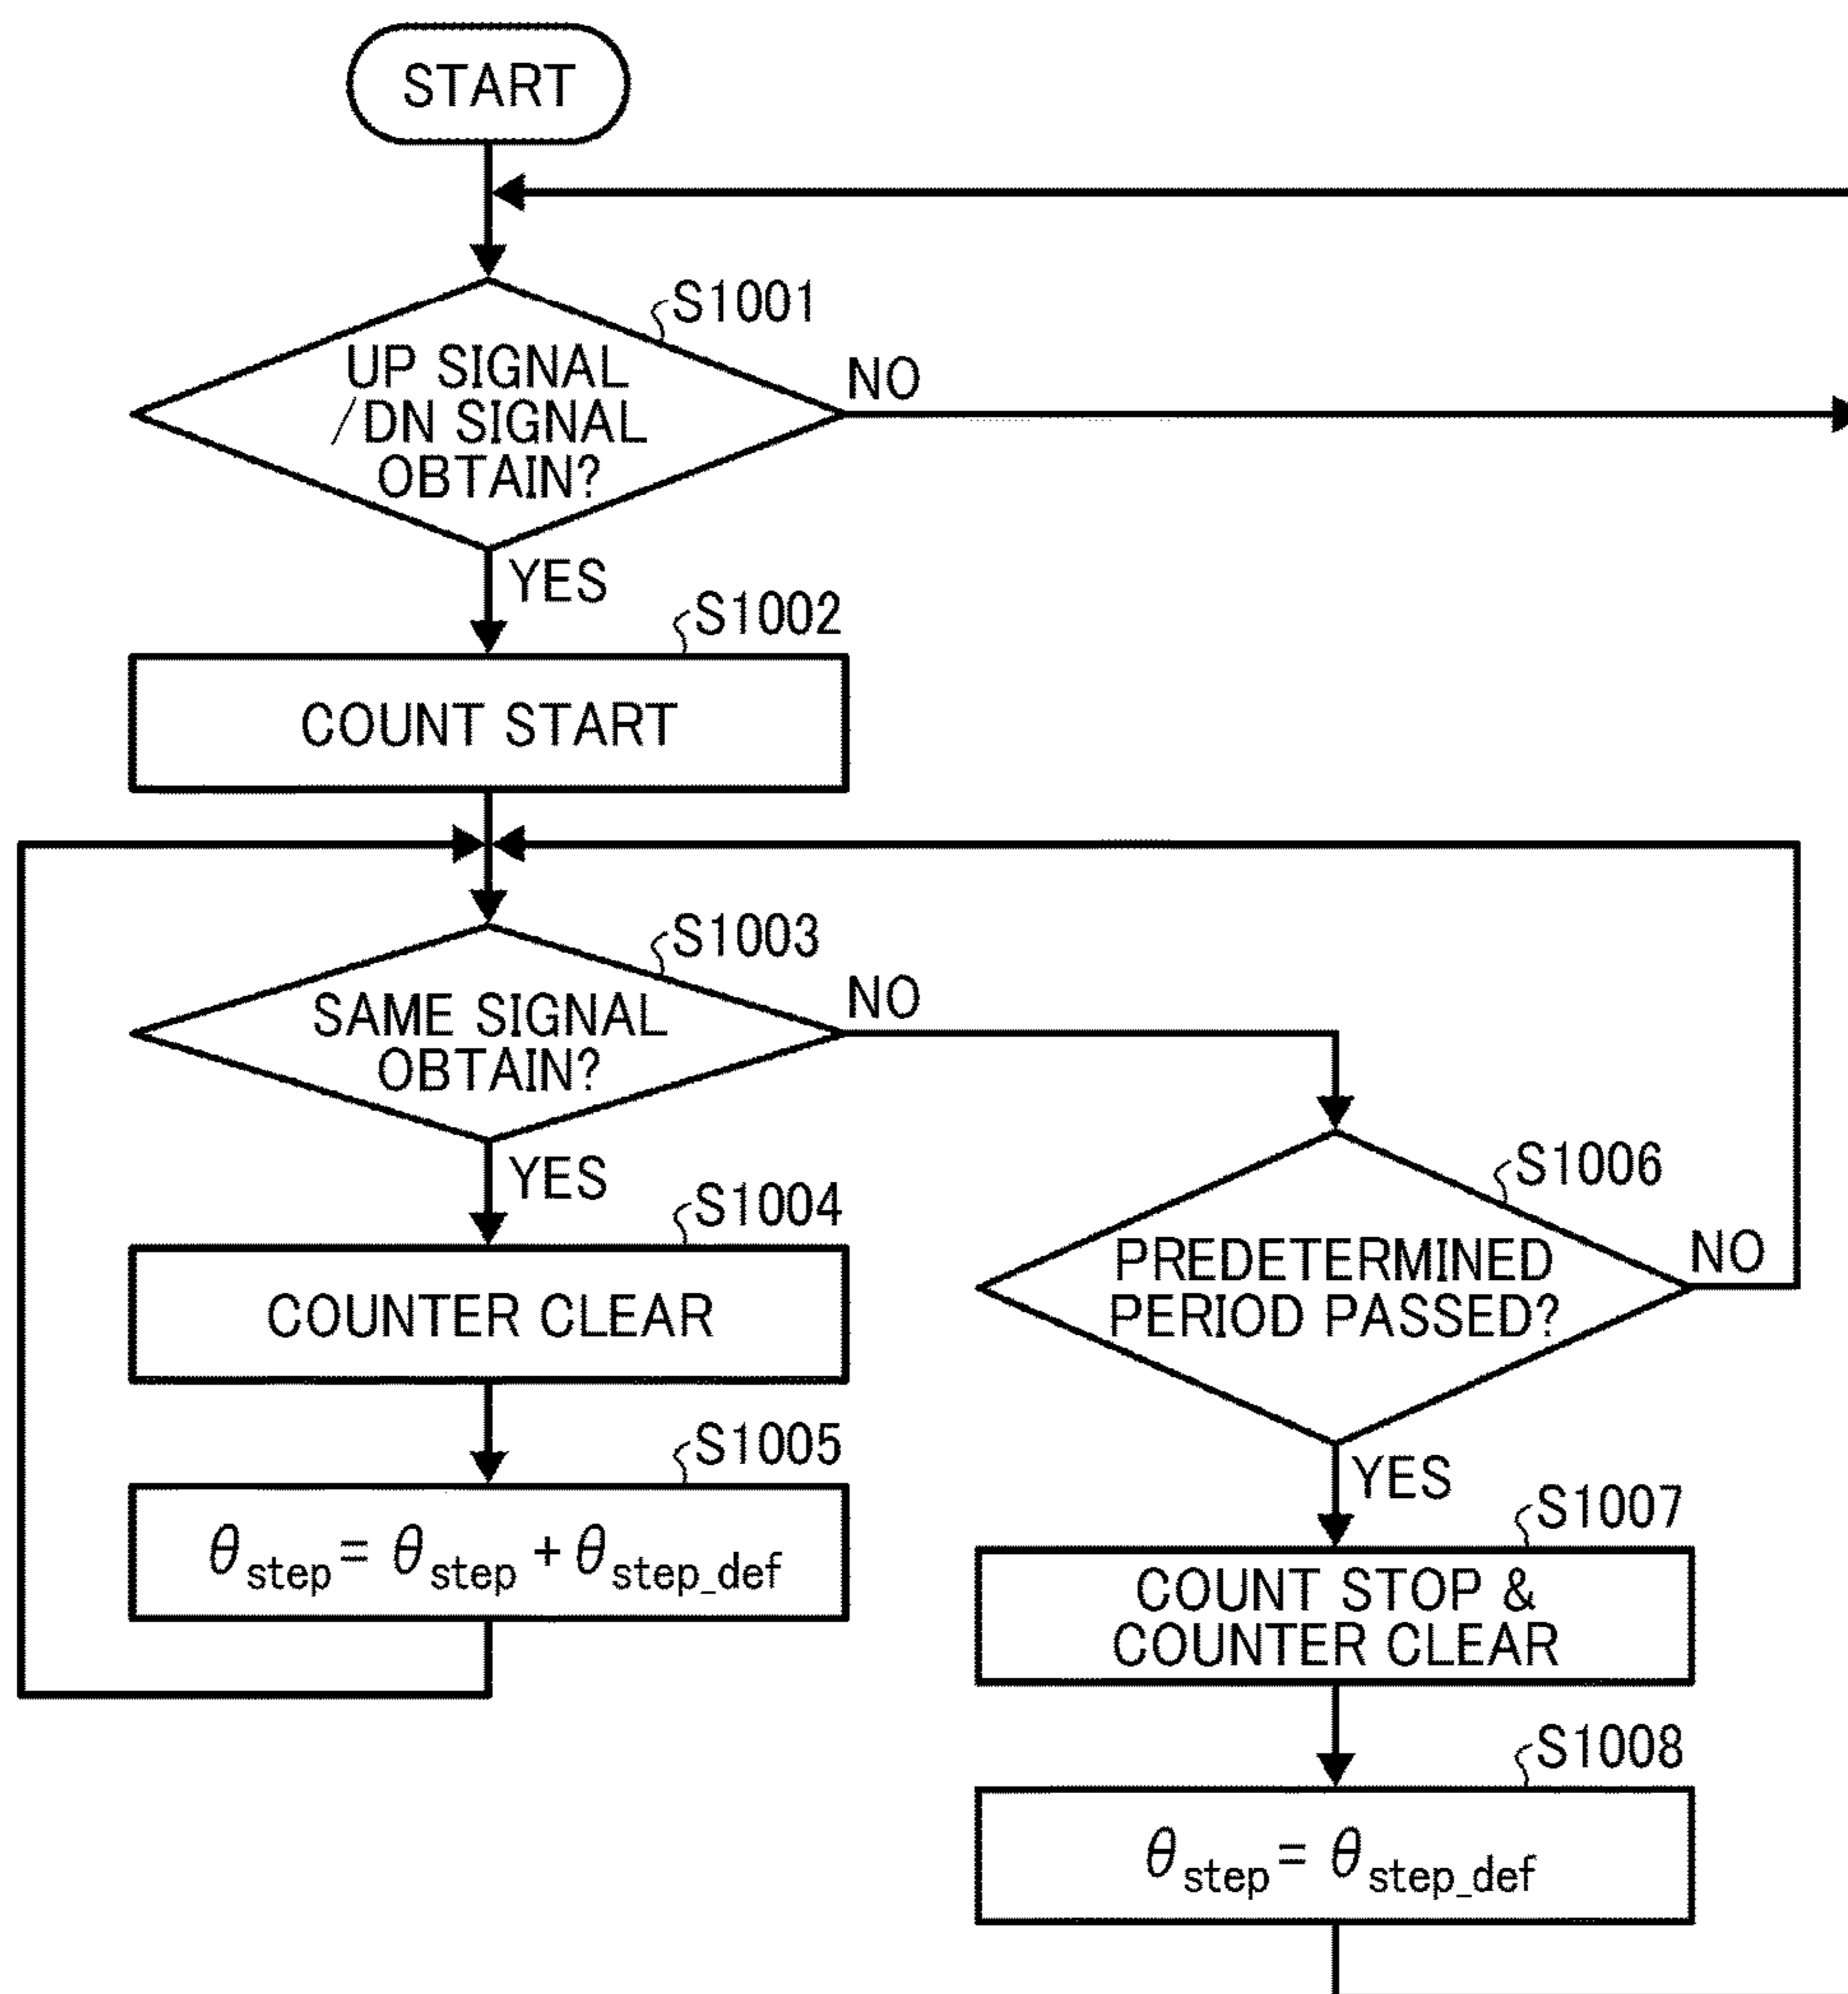 START
S1001
UP SIGNAL
/DN SIGNAL
OBTAIN?
NO
YES
S1002
COUNT START
S1003
SAME SIGNAL
OBTAIN?
NO
YES
S1004
COUNTER CLEAR
S1005
θstep = θstep + θstep_def
S1006
PREDETERMINED
PERIOD PASSED?
NO
YES
S1007
COUNT STOP &
COUNTER CLEAR
S1008
θstep = θstep_def